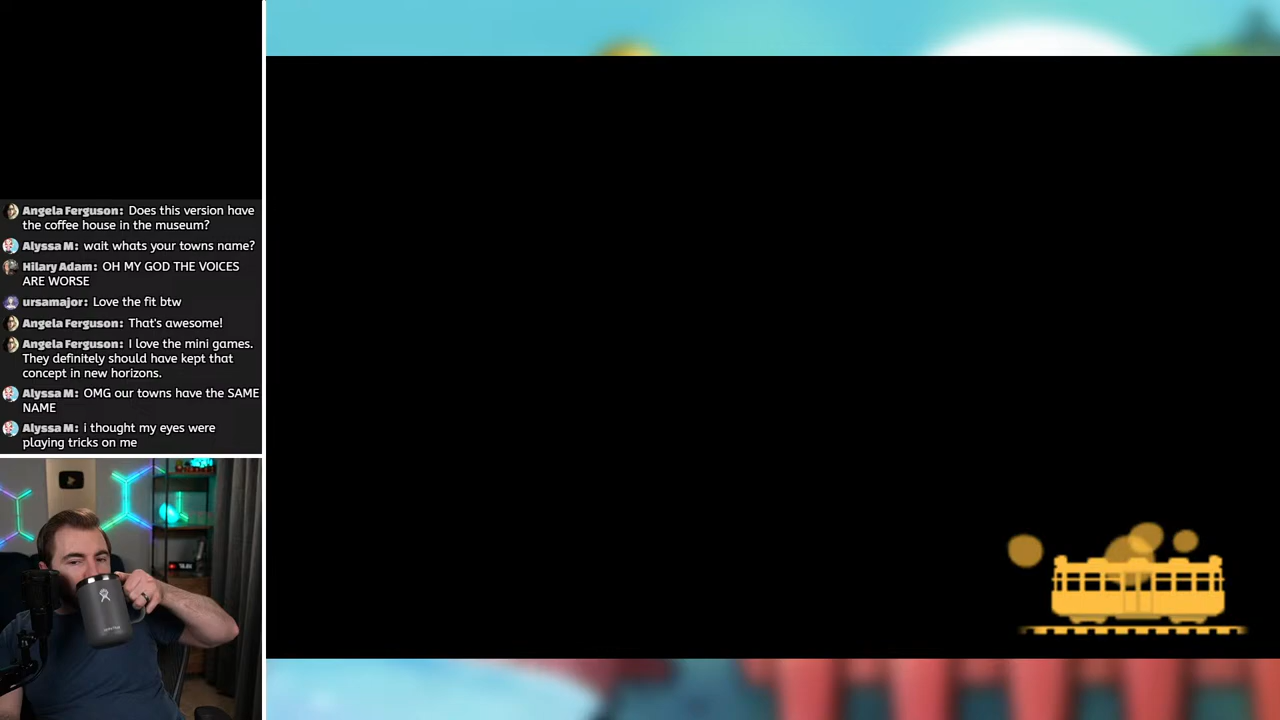 Angela Ferguson: Does this version have
the coffee house in the museum?
Alyssa M: wait whats your towns name?
Hilary Adam: OH MY GOD THE VOICES
ARE WORSE
ursamajor: Love the fit btw
Angela Ferguson: That's awesome!
Angela Ferguson: I love the mini games.
They definitely should have kept that
concept in new horizons.
Alyssa M: OMG our towns have the SAME
NAME
Alyssa M: i thought my eyes were
playing tricks on me